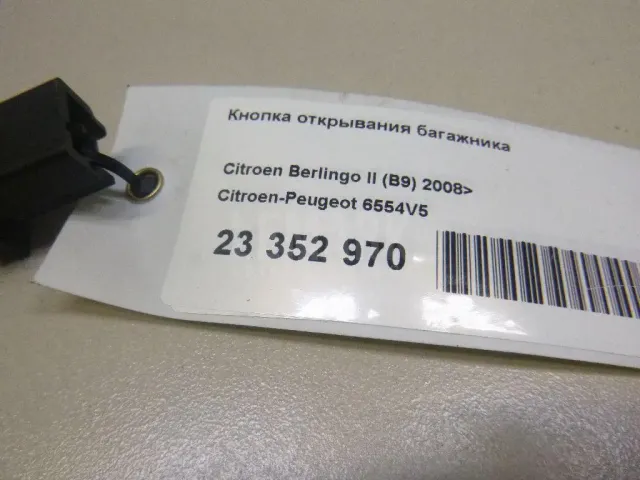 Кнопка открывания багажника
Citroen Berlingo II (B9) 2008>
Citroen-Peugeot 6554V5
23 352 970